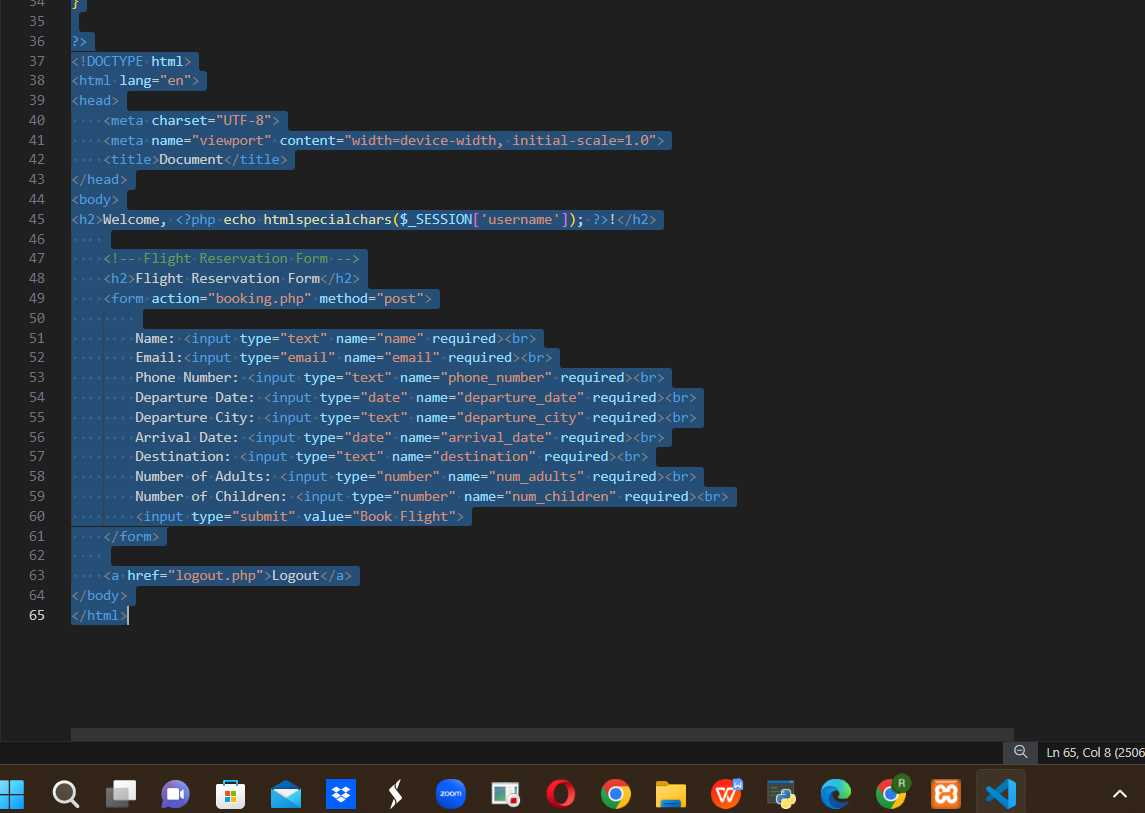 34 }
35
36 ?>
37 <!DOCTYPE html>
38 <html lang="en">
39 <head>
40     <meta charset="UTF-8">
41     <meta name="viewport" content="width=device-width, initial-scale=1.0">
42     <title>Document</title>
43 </head>
44 <body>
45 <h2>Welcome, <?php echo htmlspecialchars($_SESSION['username']); ?>!</h2>
46
47     <!-- Flight Reservation Form -->
48     <h2>Flight Reservation Form</h2>
49     <form action="booking.php" method="post">
50
51         Name: <input type="text" name="name" required><br>
52         Email:<input type="email" name="email" required><br>
53         Phone Number: <input type="text" name="phone_number" required><br>
54         Departure Date: <input type="date" name="departure_date" required><br>
55         Departure City: <input type="text" name="departure_city" required><br>
56         Arrival Date: <input type="date" name="arrival_date" required><br>
57         Destination: <input type="text" name="destination" required><br>
58         Number of Adults: <input type="number" name="num_adults" required><br>
59         Number of Children: <input type="number" name="num_children" required><br>
60         <input type="submit" value="Book Flight">
61     </form>
62
63     <a href="logout.php">Logout</a>
64 </body>
65 </html>
Ln 65, Col 8 (2506
zoom
W
R